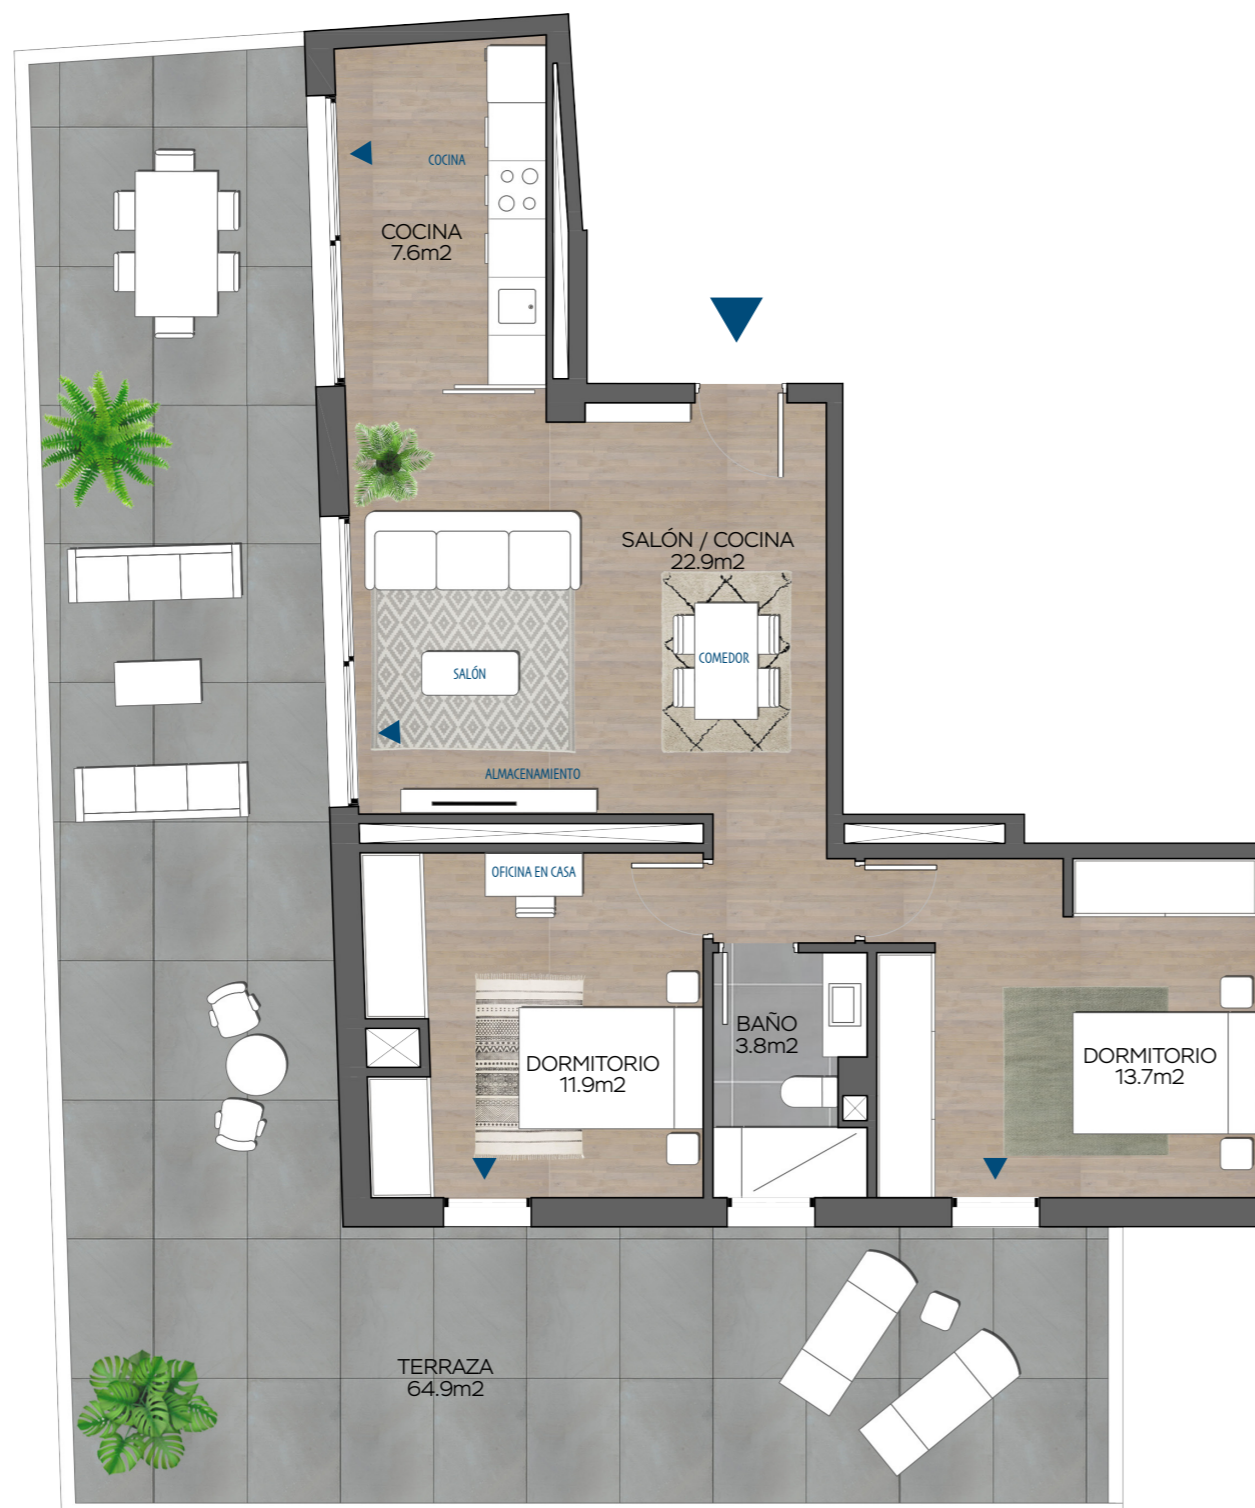 COCINA
COCINA
7.6m2
SALÓN / COCINA
22.9m2
COMEDOR
SALÓN
ALMACENAMIENTO
OFICINA EN CASA
BAÑO
3.8m2
DORMITORIO
11.9m2
DORMITORIO
13.7m2
TERRAZA
64.9m2